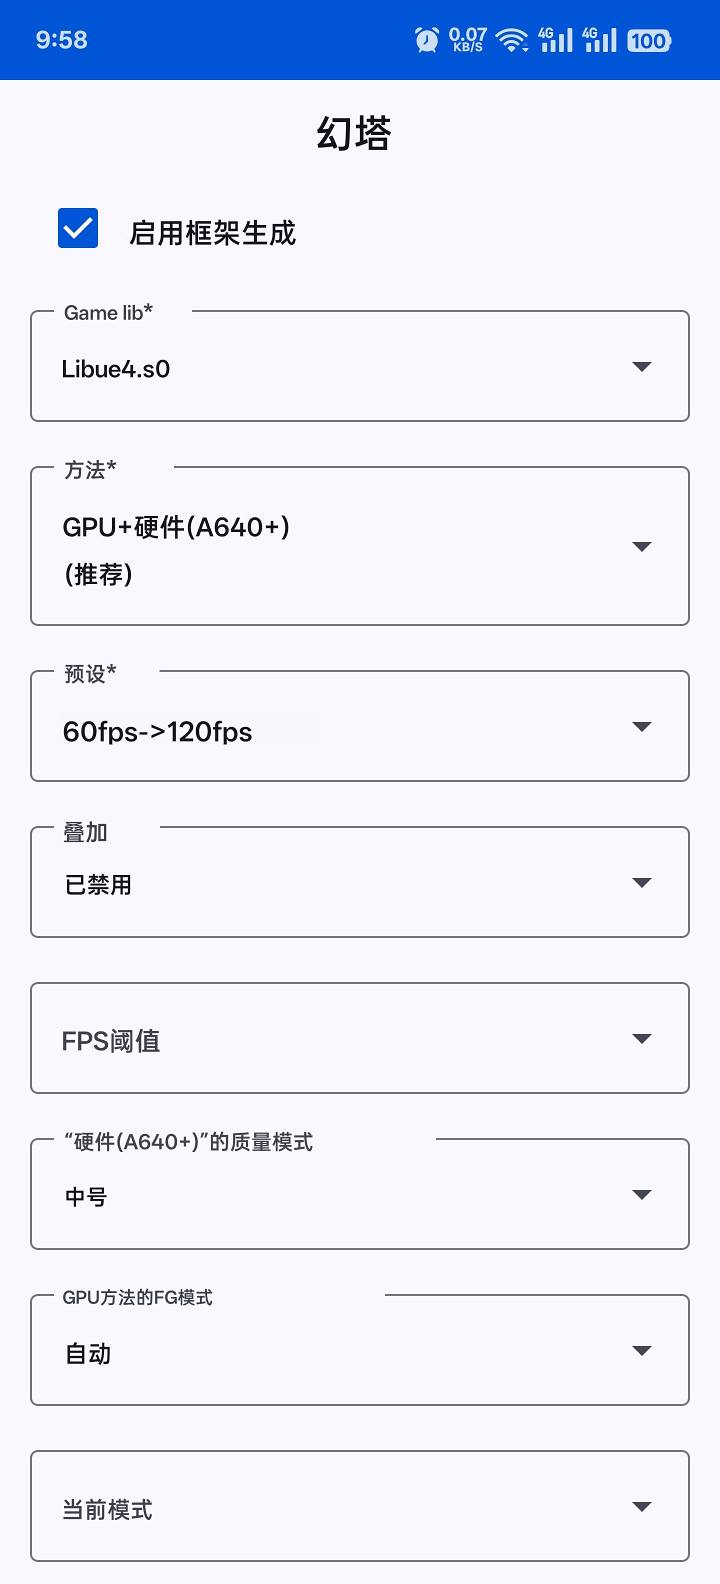 9:58
0.07
KB/S
4G
4G
100
幻塔
启用框架生成
Game lib*
Libue4.s0
方法*
GPU+硬件(A640+)
(推荐)
预设*
60fps->120fps
叠加
已禁用
FPS阈值
“硬件(A640+)”的质量模式
中号
GPU方法的FG模式
自动
当前模式